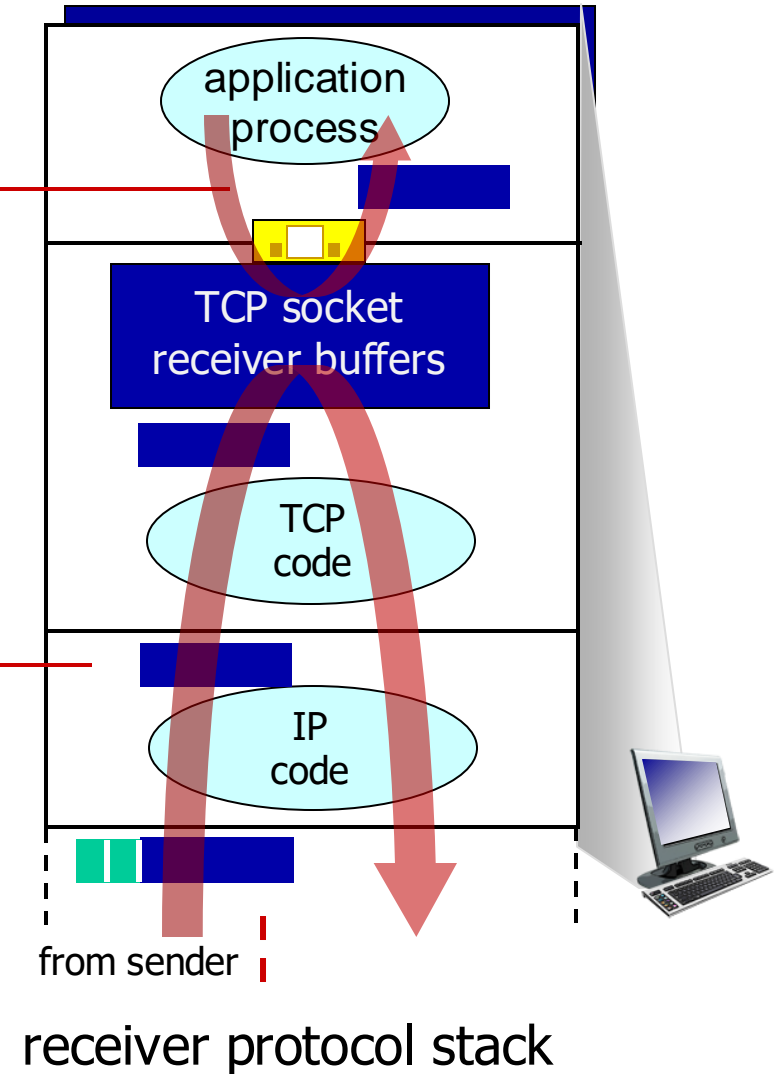 application
process
TCP socket
receiver buffers
TCP
code
IP
code
from sender
receiver protocol stack